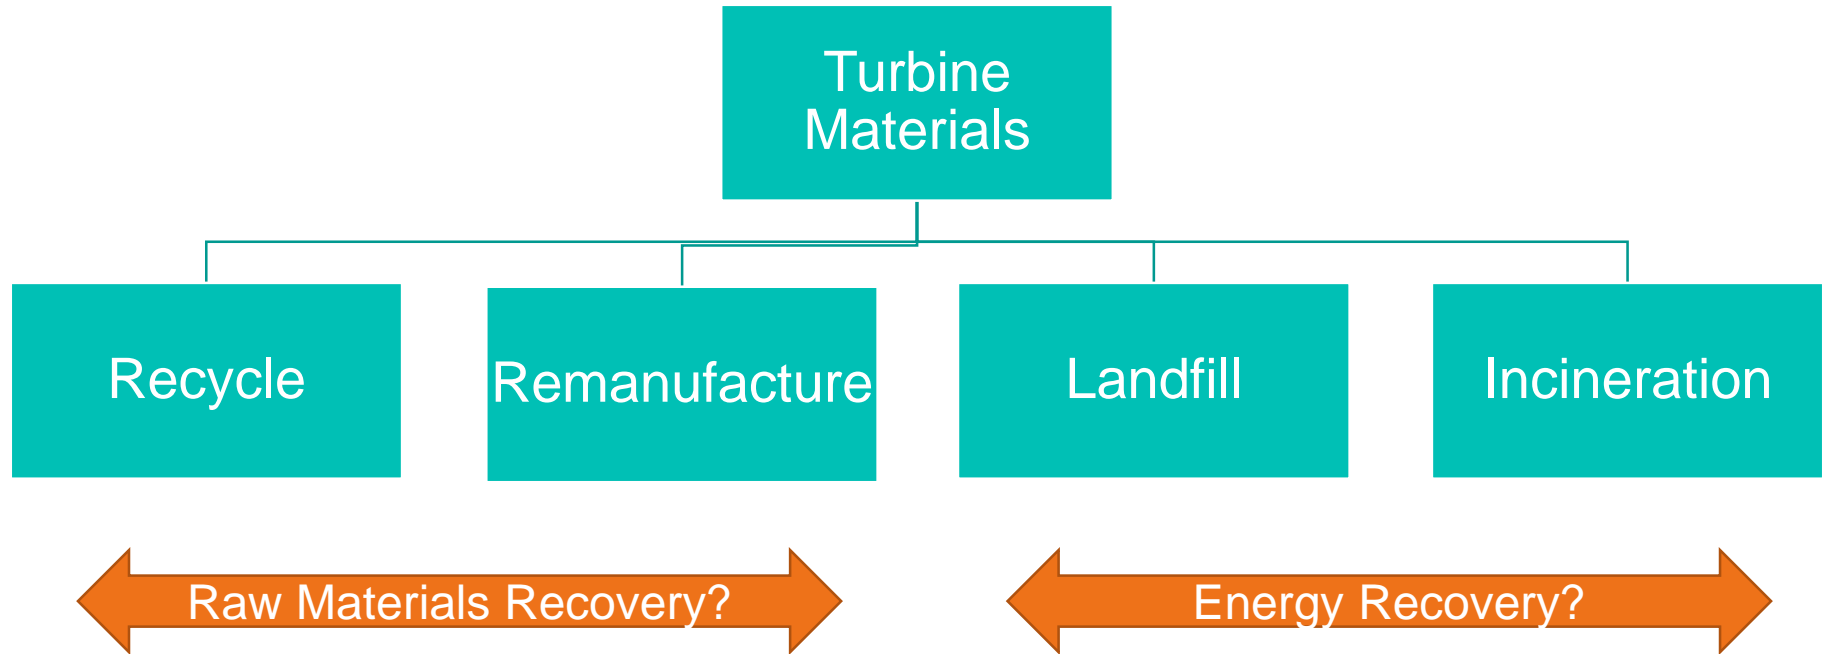 Turbine
Materials
Recycle
Remanufacture
Landfill
Incineration
Raw Materials Recovery?
Energy Recovery?